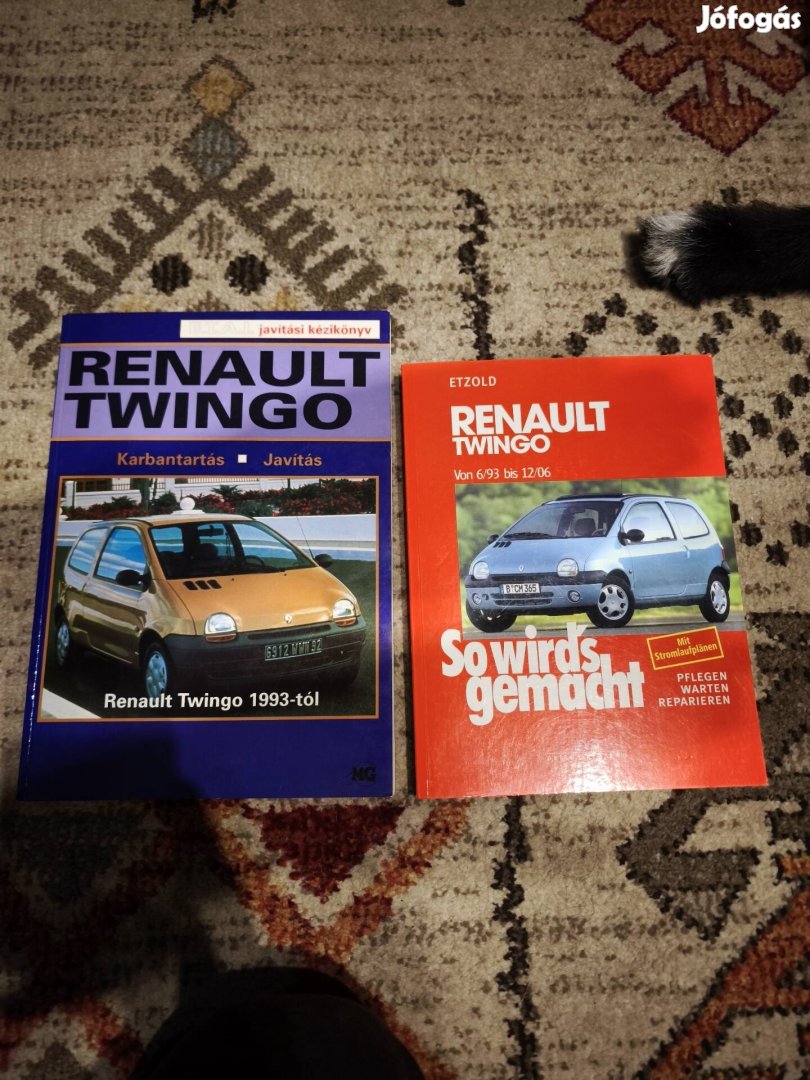 Jófogás
javítási kézikönyv
RENAULT
TWINGO
Karbantartás ■ Javítás
6912 WWW 92
Renault Twingo 1993-tól
MG
ETZOLD
RENAULT
TWINGO
Von 6/93 bis 12/06
B CM 365
So wird's
gemacht
Mit
Stromlaufplänen
PFLEGEN
WARTEN
REPARIEREN